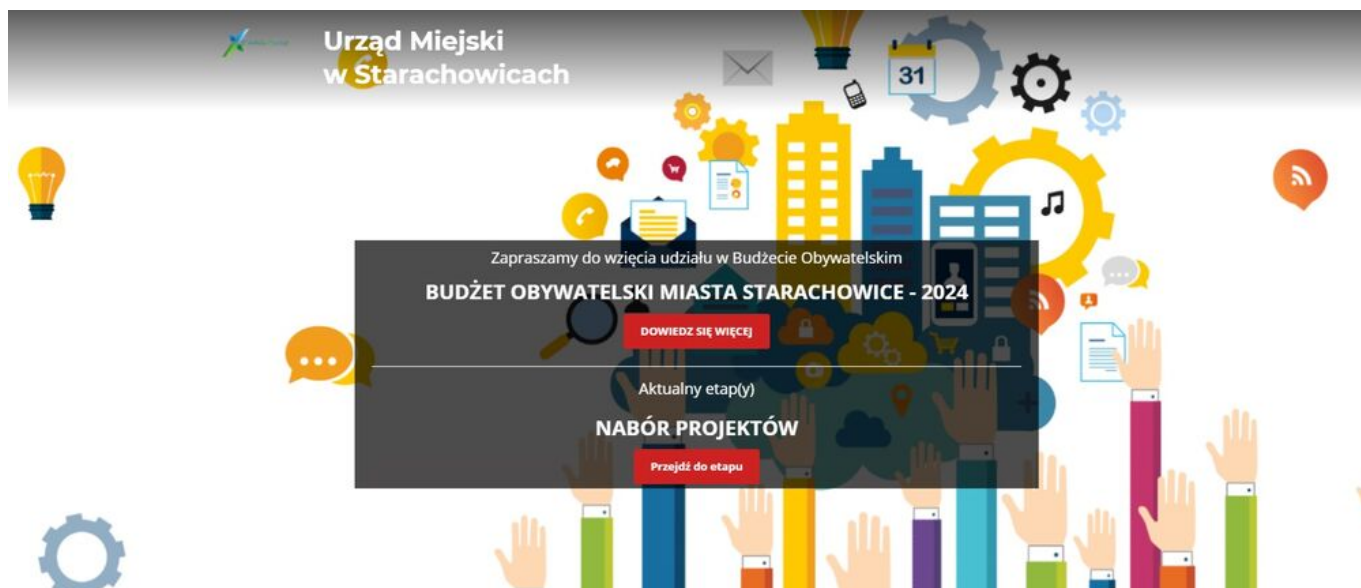 Urząd Miejski
w Starachowicach
31
Zapraszamy do wzięcia udziału w Budżecie Obywatelskim
BUDŻET OBYWATELSKI MIASTA STARACHOWICE - 2024
DOWIEDZ SIĘ WIĘCEJ
Aktualny etap(y)
NABÓR PROJEKTÓW
Przejdź do etapu